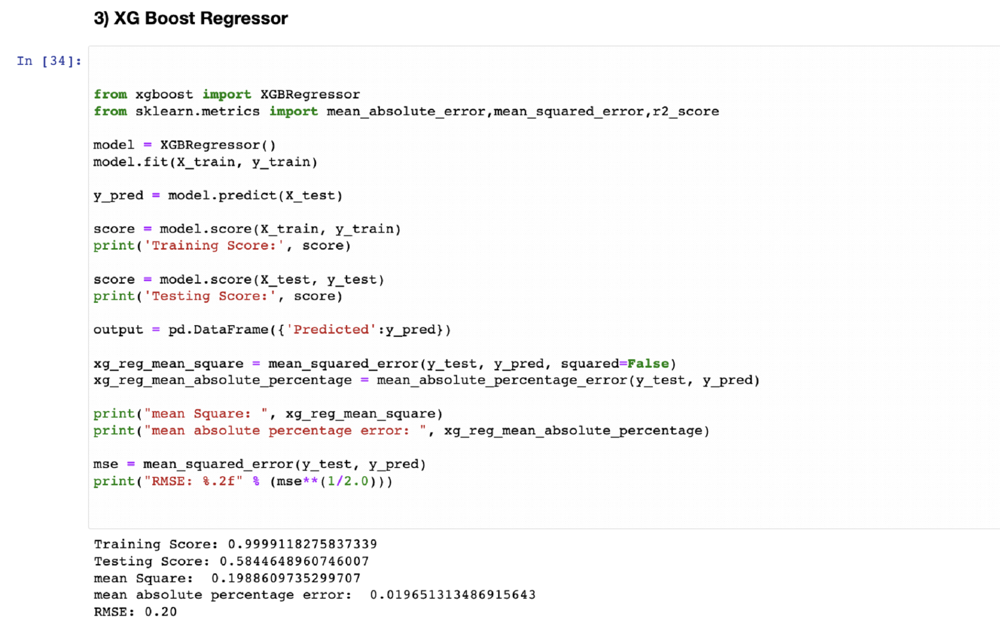 3) XG Boost Regressor
In [34]:
from xgboost import XGBRegressor
from sklearn.metrics import mean_absolute_error,mean_squared_error,r2_score
model = XGBRegressor()
model.fit(X_train, y_train)
y_pred = model.predict(X_test)
score = model.score(X_train, y_train)
print('Training Score:', score)
score = model.score(X_test, y_test)
print('Testing Score:', score)
output = pd.DataFrame({'Predicted':y_pred})
xg_reg_mean_square = mean_squared_error(y_test, y_pred, squared=False)
xg_reg_mean_absolute_percentage = mean_absolute_percentage_error(y_test, y_pred)
print("mean Square: ", xg_reg_mean_square)
print("mean absolute percentage error: ", xg_reg_mean_absolute_percentage)
mse = mean_squared_error(y_test, y_pred)
print("RMSE: %.2f" % (mse**(1/2.0)))
Training Score: 0.9999118275837339
Testing Score: 0.5844648960746007
mean Square:  0.1988609735299707
mean absolute percentage error:  0.019651313486915643
RMSE: 0.20